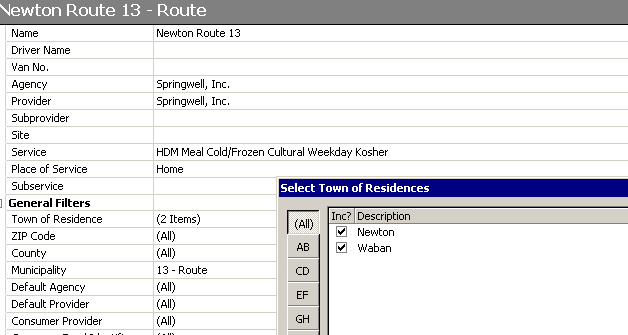 Newton Route 13 - Route
Name Newton Route 13
Driver Name
Van No.
Agency Springwell, Inc.
Provider Springwell, Inc.
Subprovider
Site
Service HDM Meal Cold/Frozen Cultural Weekday Kosher
Place of Service Home
Subservice
General Filters
Town of Residence (2 Items)
ZIP Code (All)
County (All)
Municipality 13 - Route
Default Agency (All)
Default Provider (All)
Consumer Provider (All)
Select Town of Residences
(All)
AB
CD
EF
GH
Inc? Description
Newton
Waban